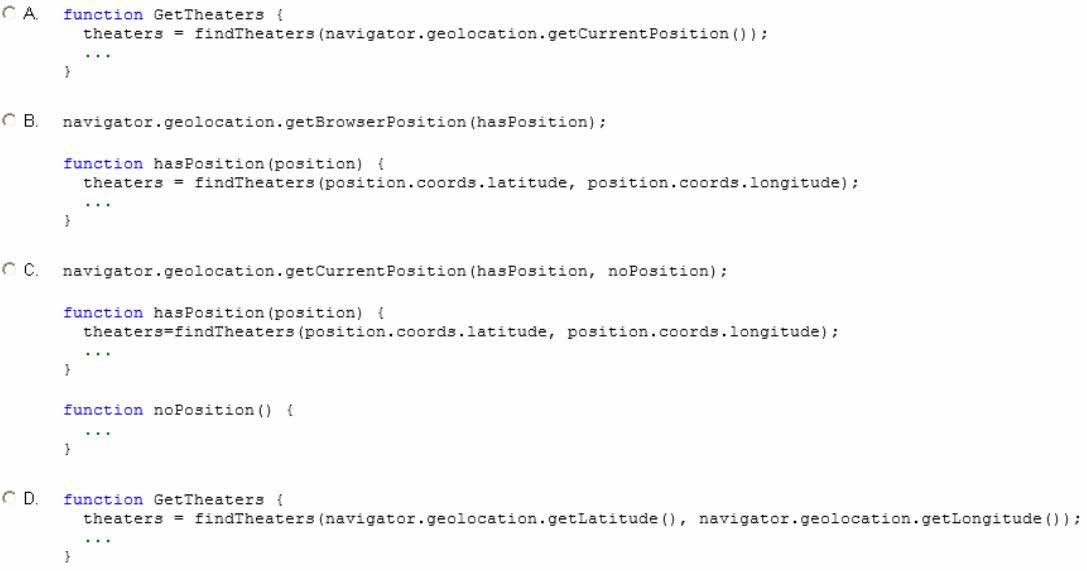 A. function GetTheaters {
theaters = findTheaters(navigator.geolocation.getCurrentPosition());
...
}
B. navigator.geolocation.getBrowserPosition(hasPosition);
function hasPosition(position) {
theaters = findTheaters(position.coords.latitude, position.coords.longitude);
...
}
C. navigator.geolocation.getCurrentPosition(hasPosition, noPosition);
function hasPosition(position) {
theaters=findTheaters(position.coords.latitude, position.coords.longitude);
...
}
function noPosition() {
...
}
D. function GetTheaters {
theaters = findTheaters(navigator.geolocation.getLatitude(), navigator.geolocation.getLongitude());
...
}